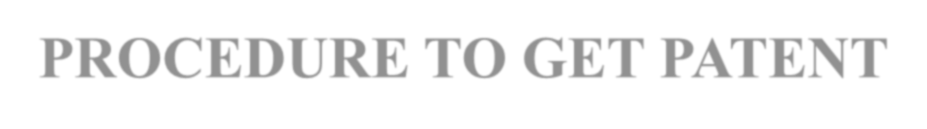 PROCEDURE TO GET PATENT